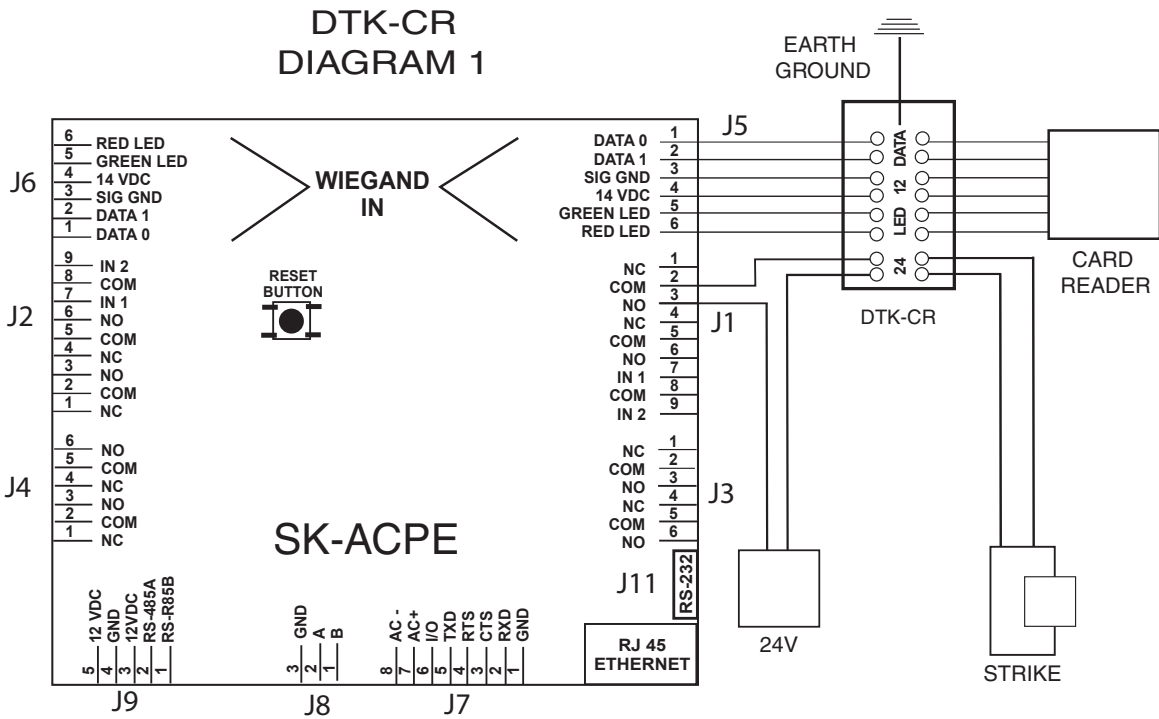 DTK-CR
DIAGRAM 1
EARTH
GROUND
J6
6 RED LED
5 GREEN LED
4 14 VDC
3 SIG GND
2 DATA 1
1 DATA 0
WIEGAND
IN
J5
DATA 0 1
DATA 1 2
SIG GND 3
14 VDC 4
GREEN LED 5
RED LED 6
DATA
12
LED
24
DTK-CR
CARD
READER
J2
9 IN 2
8 COM
7 IN 1
6 NO
5 COM
4 NC
3 NO
2 COM
1 NC
RESET
BUTTON
J1
NC 1
COM 2
NO 3
NC 4
COM 5
NO 6
IN 1 7
COM 8
IN 2 9
J4
6 NO
5 COM
4 NC
3 NO
2 COM
1 NC
SK-ACPE
J3
NC 1
COM 2
NO 3
NC 4
COM 5
NO 6
J11
RS-232
RJ 45
ETHERNET
24V
STRIKE
5 12 VDC
4 GND
3 12VDC
2 RS-485A
1 RS-R85B
J9
3 GND
2 A
1 B
J8
8 AC -
7 AC+
6 I/O
5 TXD
4 RTS
3 CTS
2 RXD
1 GND
J7